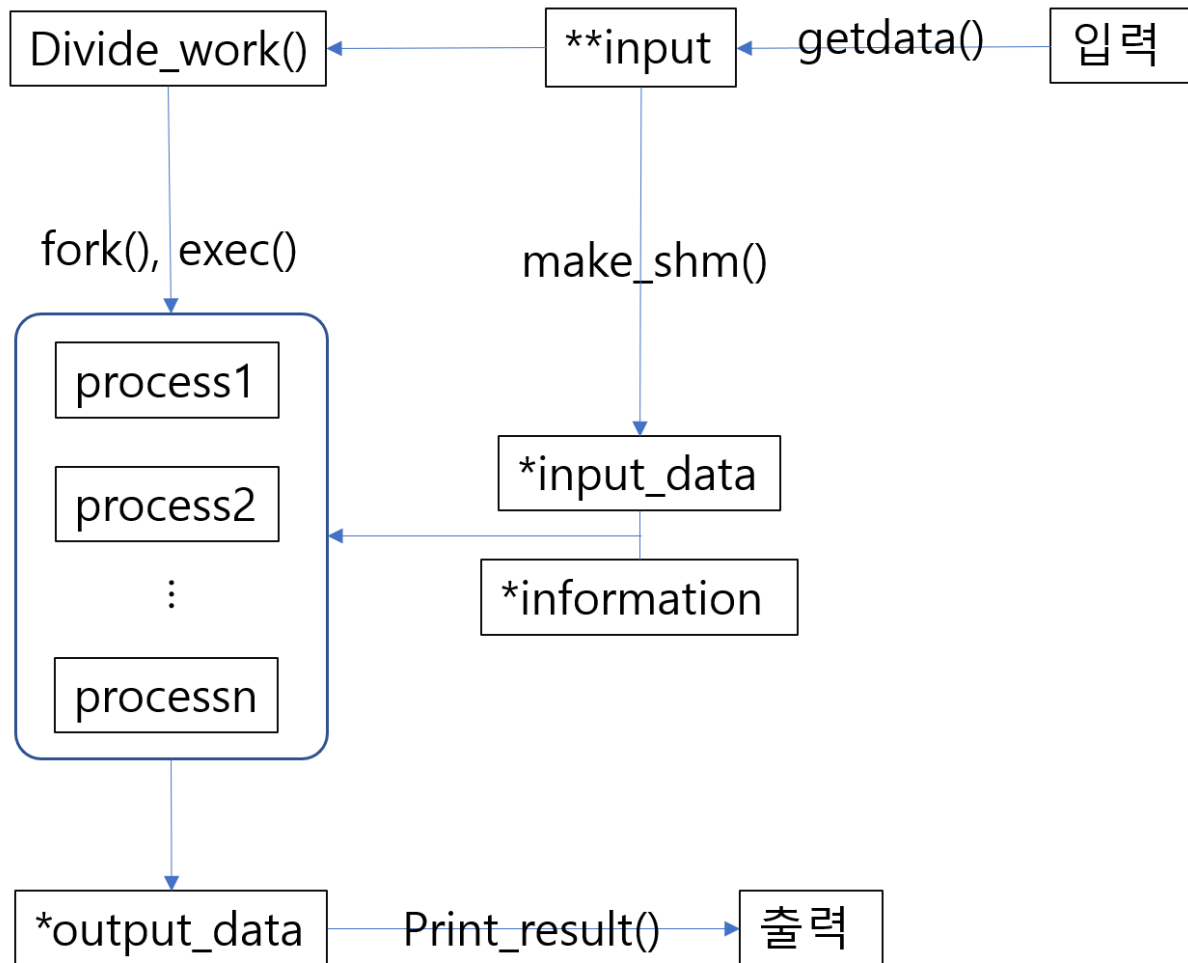 Divide_work()
**input
getdata()
입력
fork(), exec()
make_shm()
process1
process2
⋮
processn
*input_data
*information
*output_data
Print_result()
출력